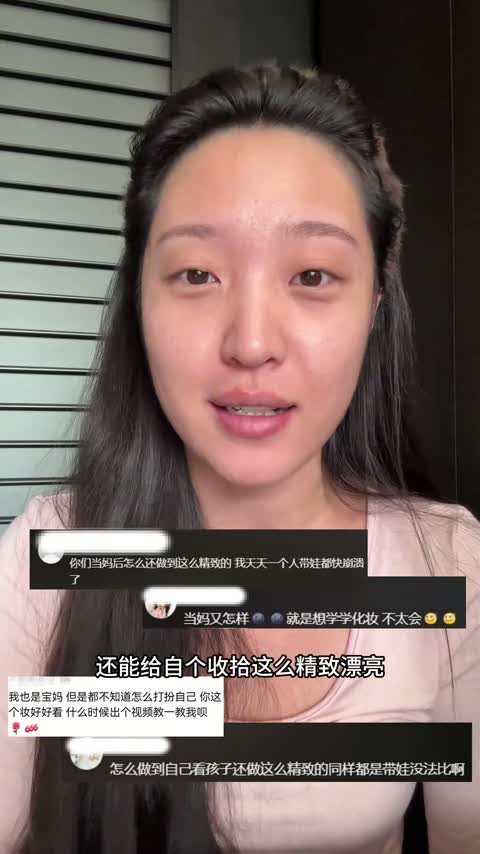 你们当妈后怎么还做到这么精致的 我天天一个人带娃都快崩溃
了
当妈又怎样🌚🌚就是想学学化妆 不太会🤣🤣
还能给自个收拾这么精致漂亮
我也是宝妈 但是都不知道怎么打扮自己 你这
个妆好好看 什么时候出个视频教一教我呗
🌹666
怎么做到自己看孩子还做这么精致的同样都是带娃没法比啊